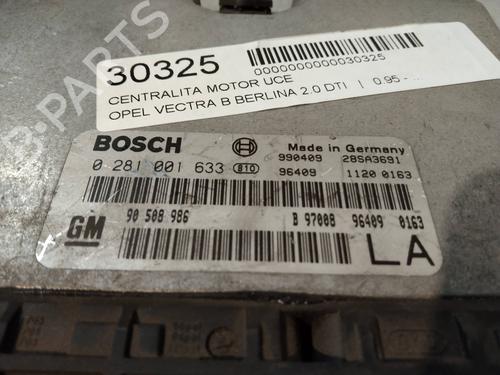 30325
0000000000030325
CENTRALITA MOTOR UCE
OPEL VECTRA B BERLINA 2.0 DTI | 0.95 - ...
BOSCH
Made in Germany
0 281 001 633 810
990409 28SA3691
96409 1120 0163
GM 90 508 986
B 97008 96409 0163
LA
B-PARTS